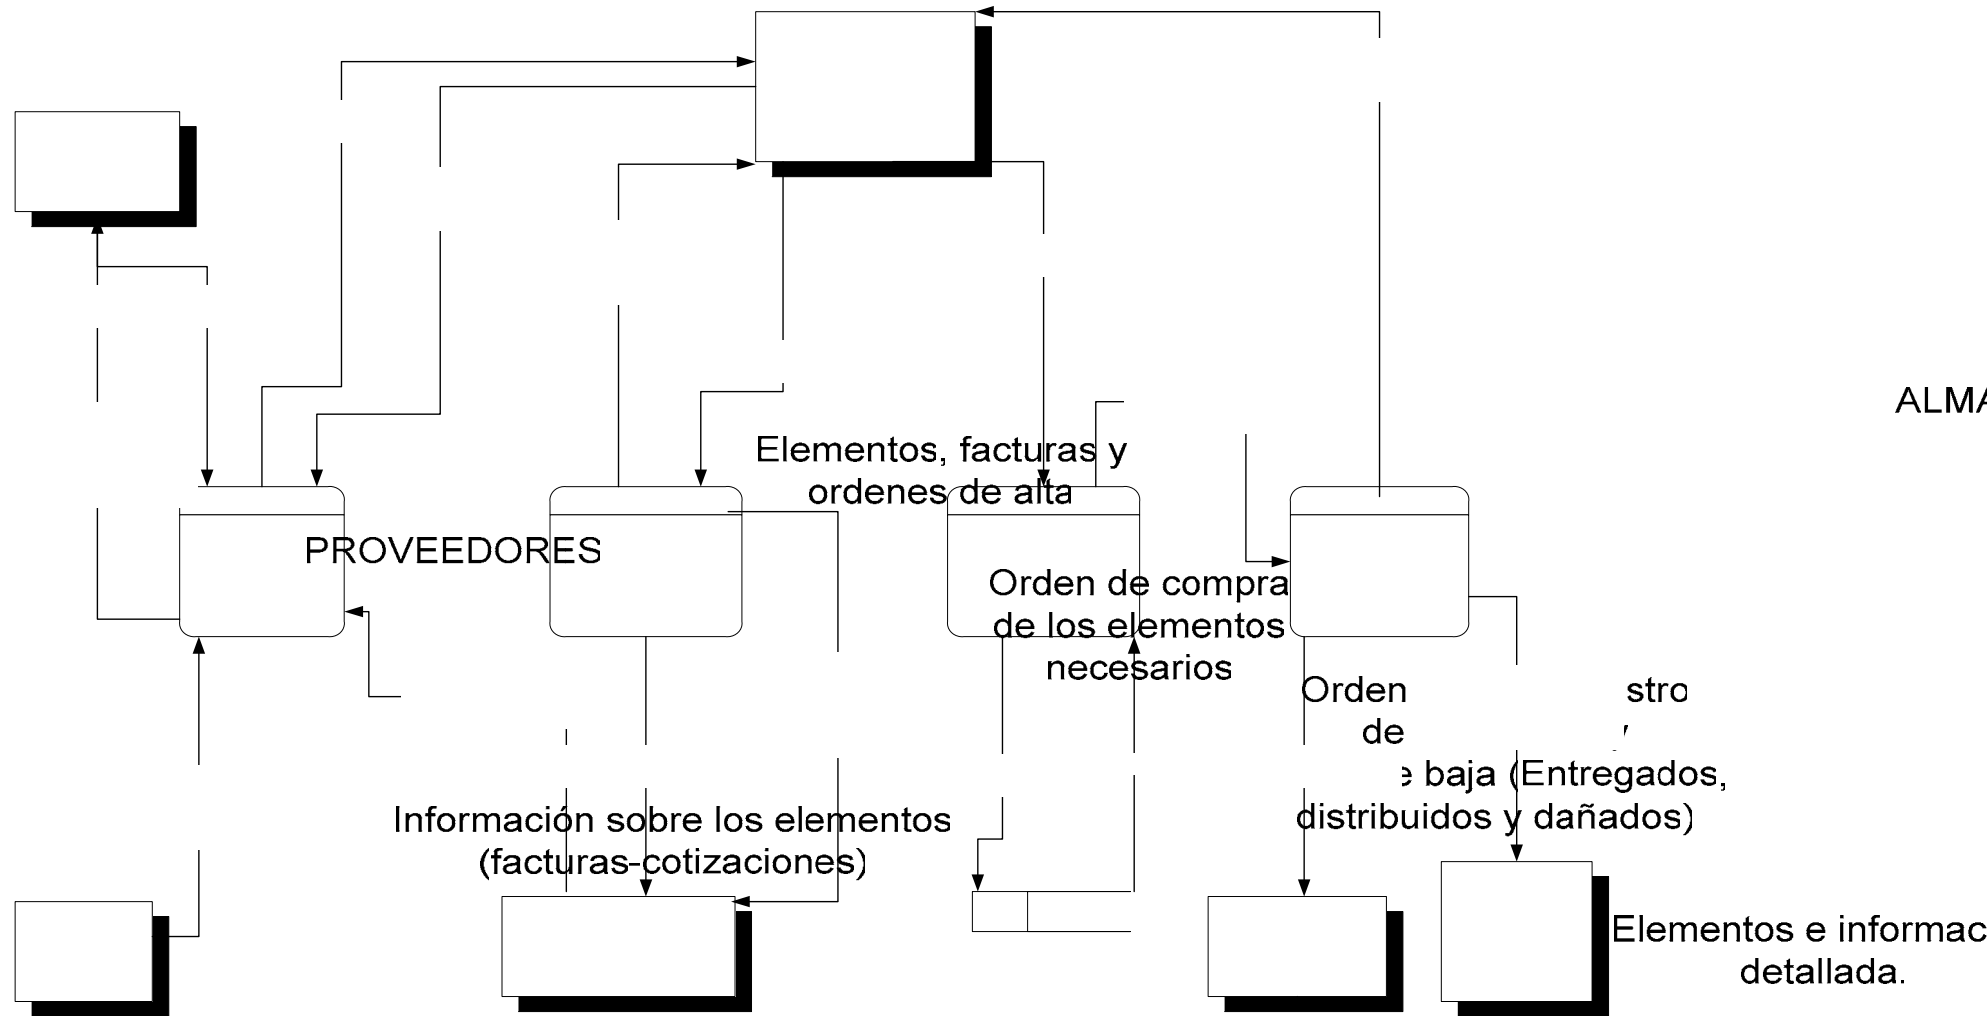 ALMA
Elementos, facturas y
ordenes de alta
PROVEEDORES
Orden de compra
de los elementos
necesarios
Orden stro
de
e baja (Entregados,
distribuidos y dañados)
Información sobre los elementos
(facturas-cotizaciones)
Elementos e informac
detallada.